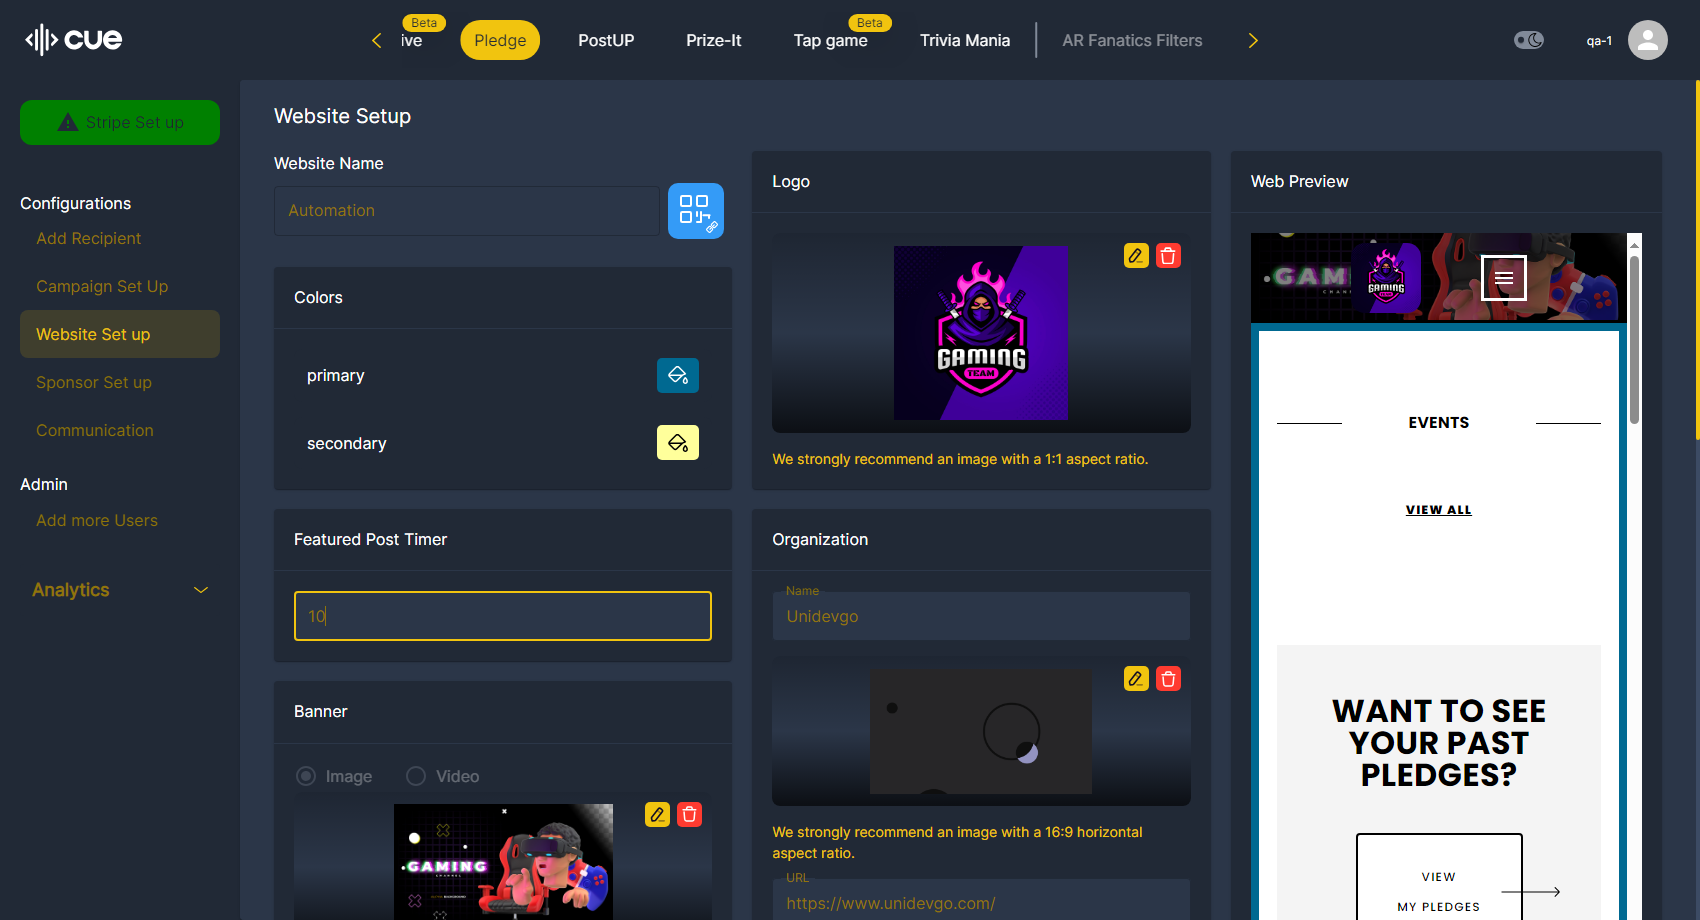 cue
ive
Beta
Pledge
PostUP
Prize-It
Tap game
Beta
Trivia Mania
AR Fanatics Filters
qa-1
Stripe Set up
Configurations
Add Recipient
Campaign Set Up
Website Set up
Sponsor Set up
Communication
Admin
Add more Users
Analytics
Website Setup
Website Name
Automation
Colors
primary
secondary
Featured Post Timer
10
Banner
Image
Video
GAMING
CHANNEL
Logo
GAMING
TEAM
We strongly recommend an image with a 1:1 aspect ratio.
Organization
Name
Unidevgo
We strongly recommend an image with a 16:9 horizontal
aspect ratio.
URL
https://www.unidevgo.com/
Web Preview
GAMI
CHAN
GAMING
TEAM
EVENTS
VIEW ALL
WANT TO SEE
YOUR PAST
PLEDGES?
VIEW
MY PLEDGES